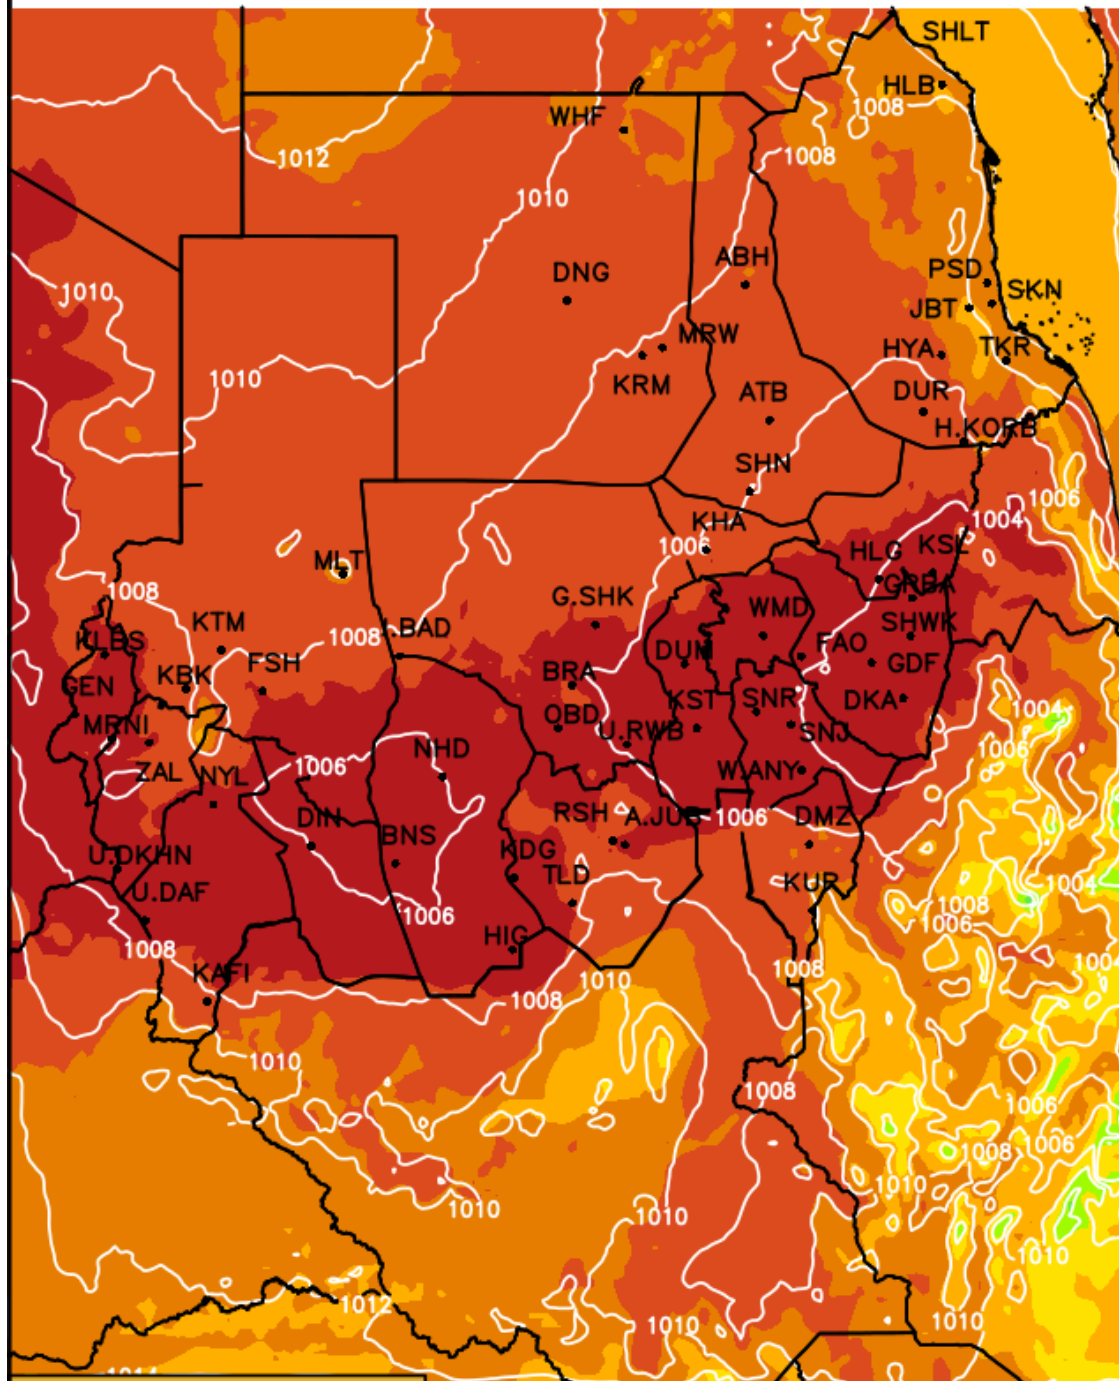 SHLT
HLB
1008
WHF
1012
1008
1010
ABH
DNG
PSD
SKN
1010
JBT
MRW
HYA
TKR
1010
KRM
DUR
ATB
H.KORB
SHN
1006
1004
KHA
1006
HLG
KSL
MLT
GRBA
1008
G.SHK
WMD
KTM
SHWK
1008
BAD
KLBS
DUM
FAO
FSH
GDF
BRA
KBK
GEN
KST
SNR
DKA
1004
MRNI
OBD
U.RWB
SNJ
1006
NHD
1006
ZAL
NYL
W.ANY
RSH
A.JUB
1006
DMZ
DIN
BNS
KDG
U.DKHN
TLD
KUR
1004
U.DAF
1008
1006
1006
HIG
1008
1004
KAFI
1008
1010
1008
1010
1008
1006
1006
1008
1010
1010
1010
1010
1012
1010
1010